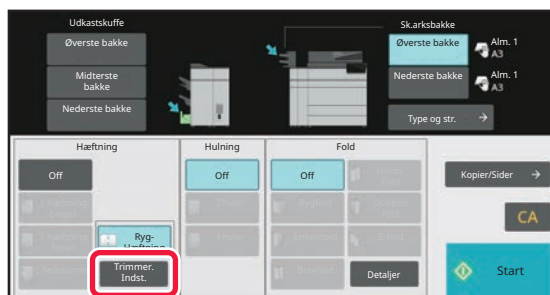 Udkastskuffe
Sk.arksbakke
Øverste bakke
Øverste bakke
Alm. 1
A3
Midterste
bakke
Nederste bakke
Alm. 1
A3
Nederste bakke
Type og str.
Hæftning
Hulning
Fold
Off
Off
Off
Kopier/Sider
CA
Ryg-
Hæftning
Trimmer.
Indst.
Detaljer
Start